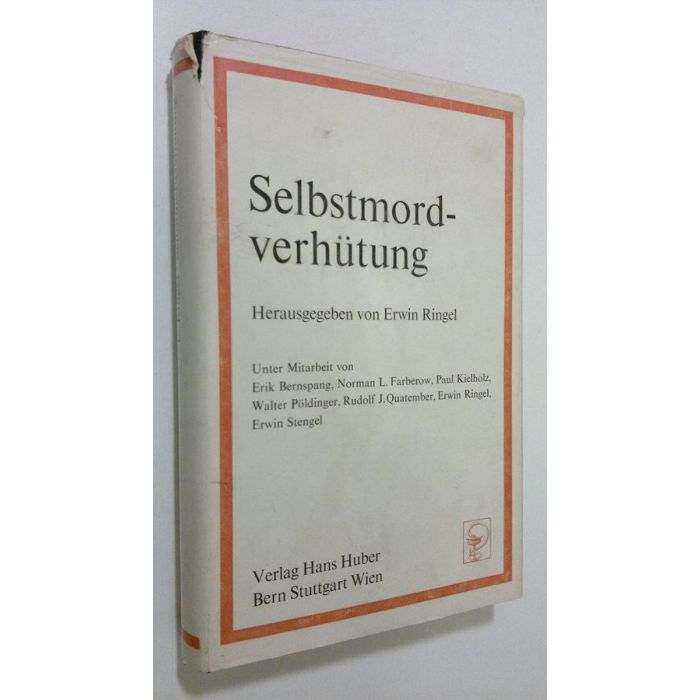 Selbstmord-
verhütung
Herausgegeben von Erwin Ringel
Unter Mitarbeit von
Erik Bernspang, Norman L. Farberow, Paul Kielholz,
Walter Pöldinger, Rudolf J. Quatember, Erwin Ringel,
Erwin Stengel
Verlag Hans Huber
Bern Stuttgart Wien